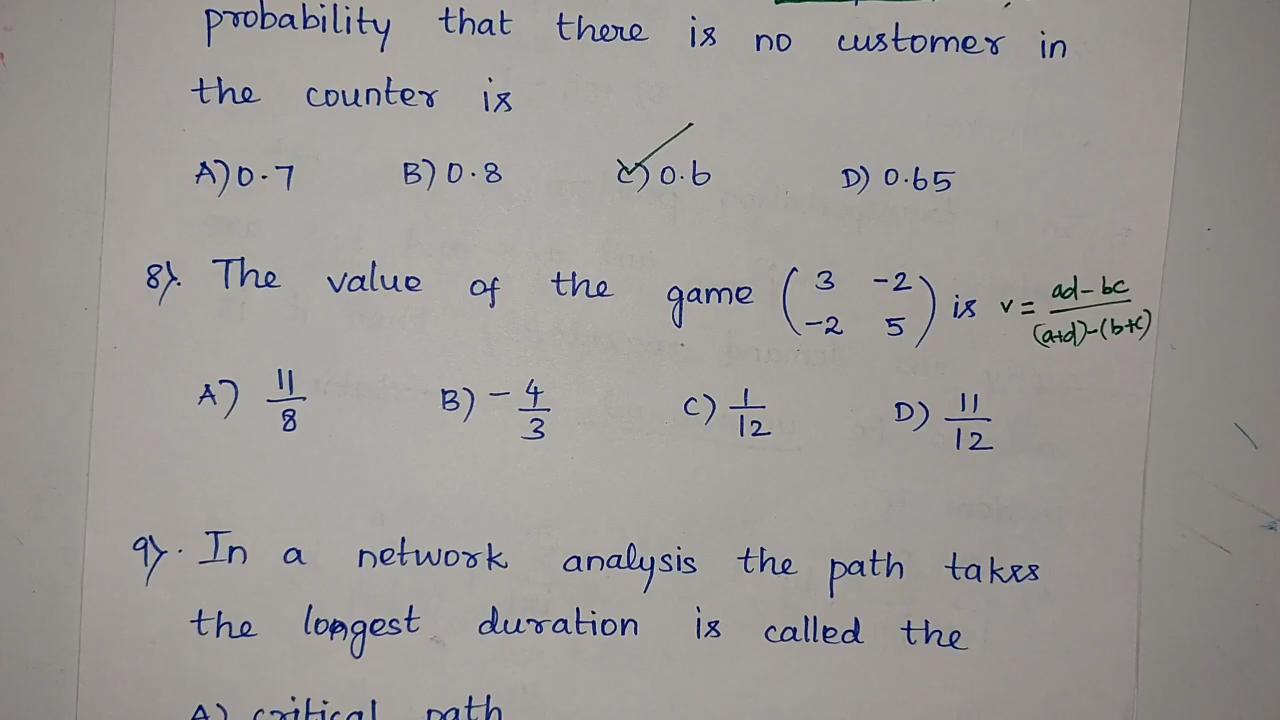 probability that there is no customer in
the counter is
A) 0.7 B) 0.8 C) 0.6 D) 0.65
8). The value of the game (3 -2
-2 5) is v = ad-bc / (a+d)-(b+c)
A) 11/8 B) -4/3 C) 1/12 D) 11/12
9). In a network analysis the path takes
the longest duration is called the
A) critical path